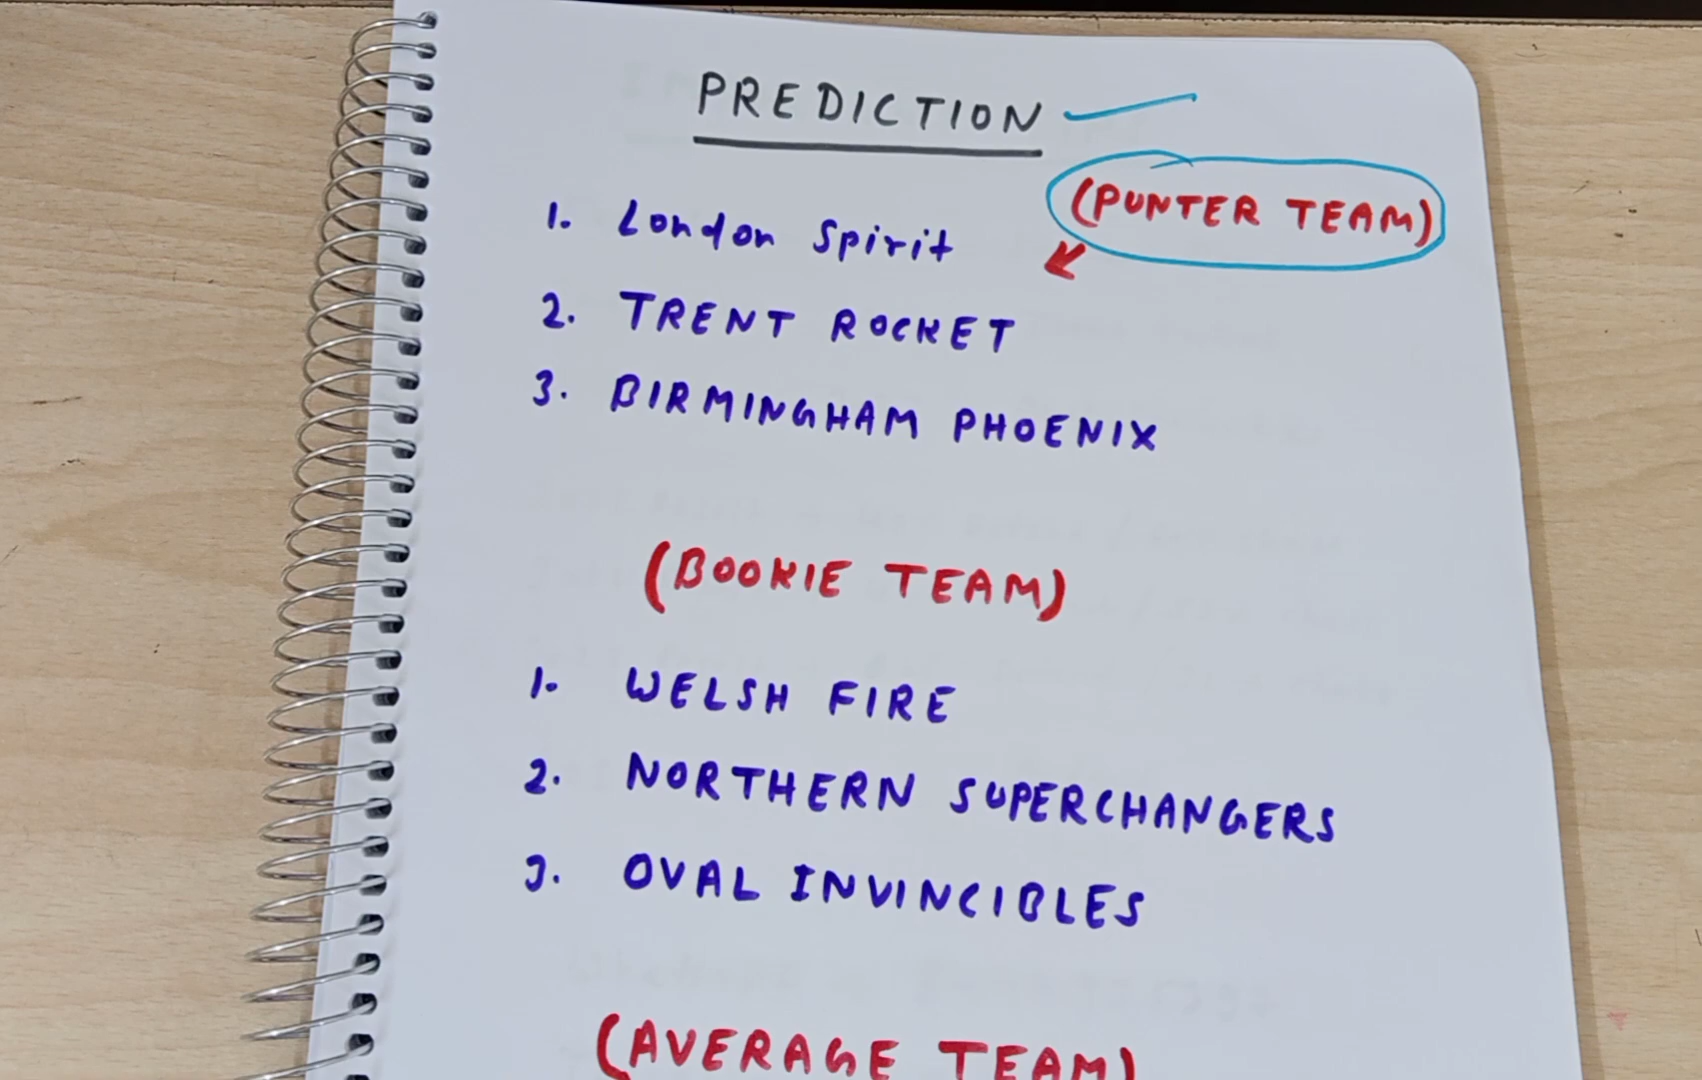 PREDICTION
(PUNTER TEAM)
1. London Spirit
2. TRENT ROCKET
3. BIRMINGHAM PHOENIX
(BOOKIE TEAM)
1. WELSH FIRE
2. NORTHERN SUPERCHANGERS
3. OVAL INVINCIBLES
(AVERAGE TEAM)